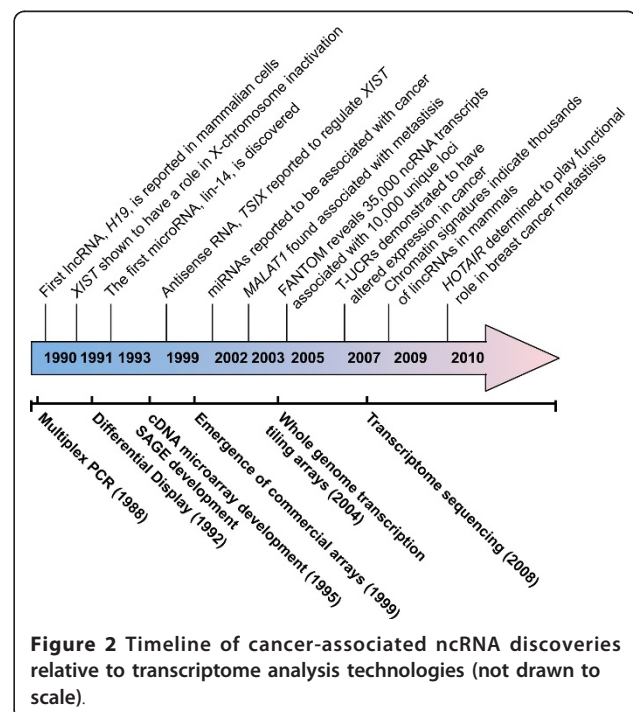 First lncRNA, H19, is reported in mammalian cells
XIST shown to have a role in X-chromosome inactivation
The first microRNA, lin-14, is discovered
Antisense RNA, TSIX reported to regulate XIST
miRNAs reported to be associated with cancer
MALAT1 found associated with metastisis
FANTOM reveals 35,000 ncRNA transcripts
associated with 10,000 unique loci
T-UCRs demonstrated to have
altered expression in cancer
Chromatin signatures indicate thousands
of lincRNAs in mammals
HOTAIR determined to play functional
role in breast cancer metastisis
1990 1991 1993 1999 2002 2003 2005 2007 2009 2010
Multiplex PCR (1988)
Differential Display (1992)
SAGE development
cDNA microarray development (1995)
Emergence of commercial arrays (1999)
Whole genome transcription
tiling arrays (2004)
Transcriptome sequencing (2008)
Figure 2 Timeline of cancer-associated ncRNA discoveries
relative to transcriptome analysis technologies (not drawn to
scale).